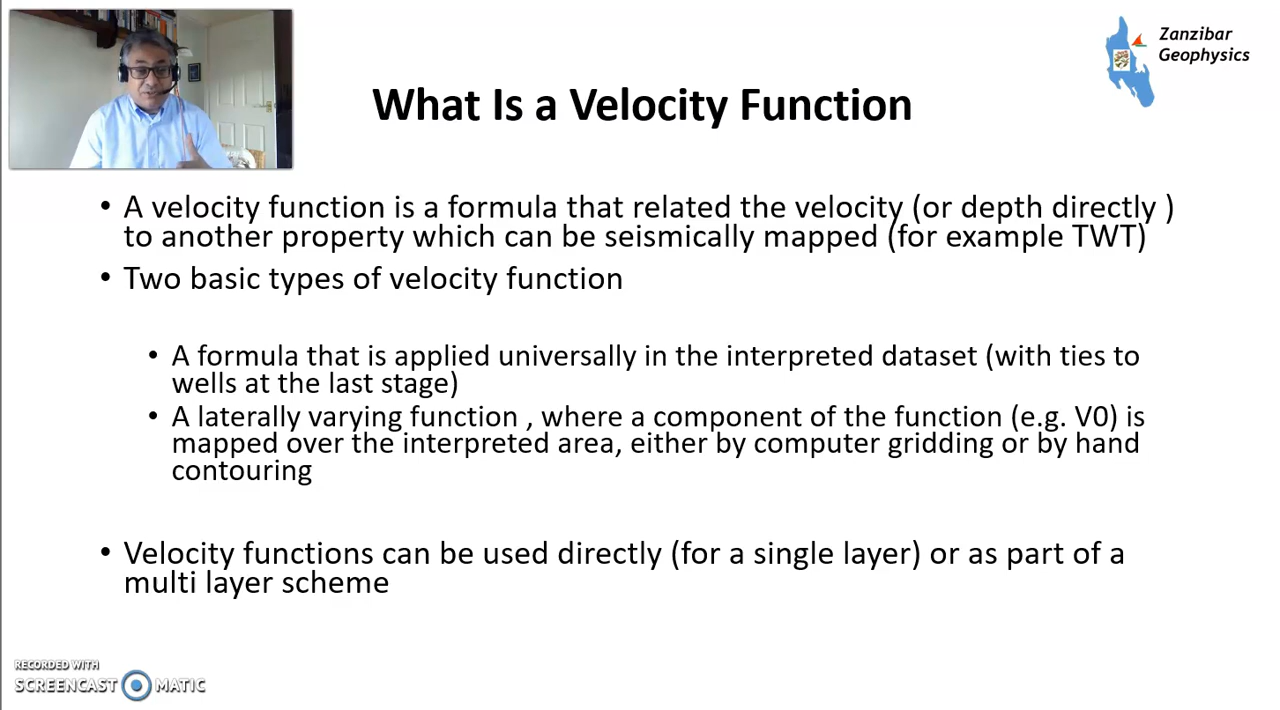 Zanzibar
Geophysics
What Is a Velocity Function
• A velocity function is a formula that related the velocity (or depth directly )
to another property which can be seismically mapped (for example TWT)
• Two basic types of velocity function
• A formula that is applied universally in the interpreted dataset (with ties to
wells at the last stage)
• A laterally varying function , where a component of the function (e.g. V0) is
mapped over the interpreted area, either by computer gridding or by hand
contouring
• Velocity functions can be used directly (for a single layer) or as part of a
multi layer scheme
RECORDED WITH
SCREENCAST MATIC